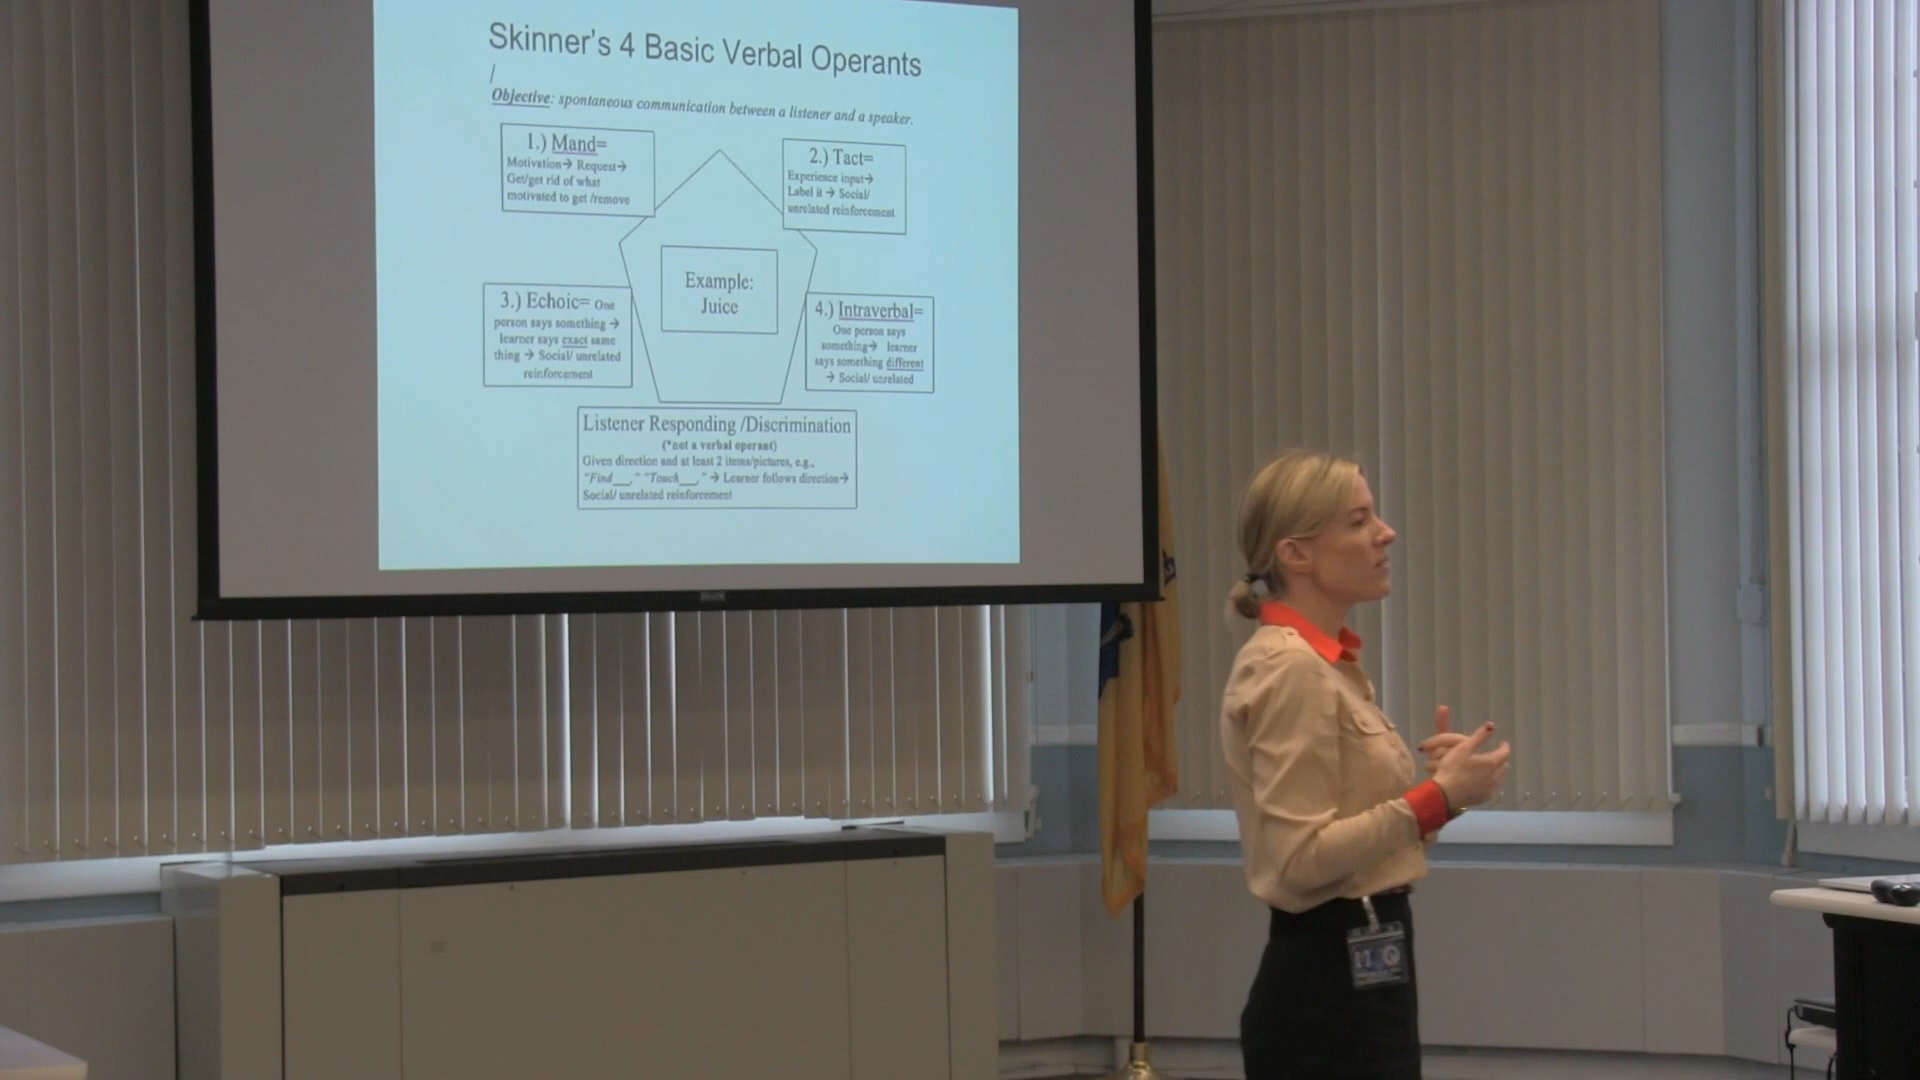 Skinner's 4 Basic Verbal Operants
/
Objective: spontaneous communication between a listener and a speaker.
1.) Mand=
Motivation→ Request→
Get/get rid of what
motivated to get /remove
2.) Tact=
Experience input→
Label it → Social/
unrelated reinforcement
Example:
Juice
3.) Echoic= One
person says something →
learner says exact same
thing → Social/ unrelated
reinforcement
4.) Intraverbal=
One person says
something→ learner
says something different
→ Social/ unrelated
Listener Responding /Discrimination
(*not a verbal operant)
Given direction and at least 2 items/pictures, e.g.,
"Find__," "Touch__," → Learner follows direction→
Social/ unrelated reinforcement